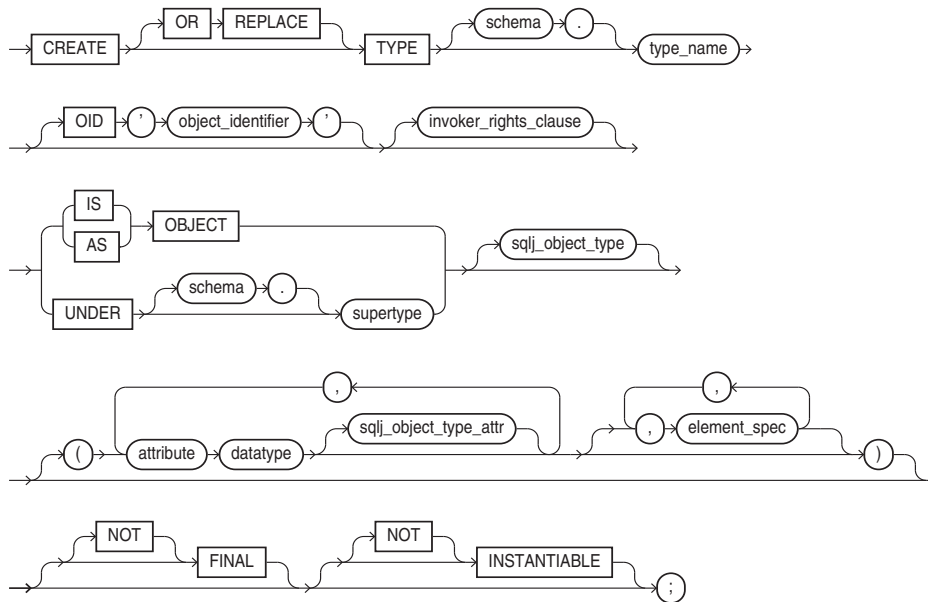 OR REPLACE schema .
CREATE TYPE type_name
OID ’ object_identifier ’ invoker_rights_clause
IS
OBJECT
AS
sqlj_object_type
schema .
UNDER supertype
, ,
sqlj_object_type_attr , element_spec
( attribute datatype )
NOT NOT
FINAL INSTANTIABLE
;